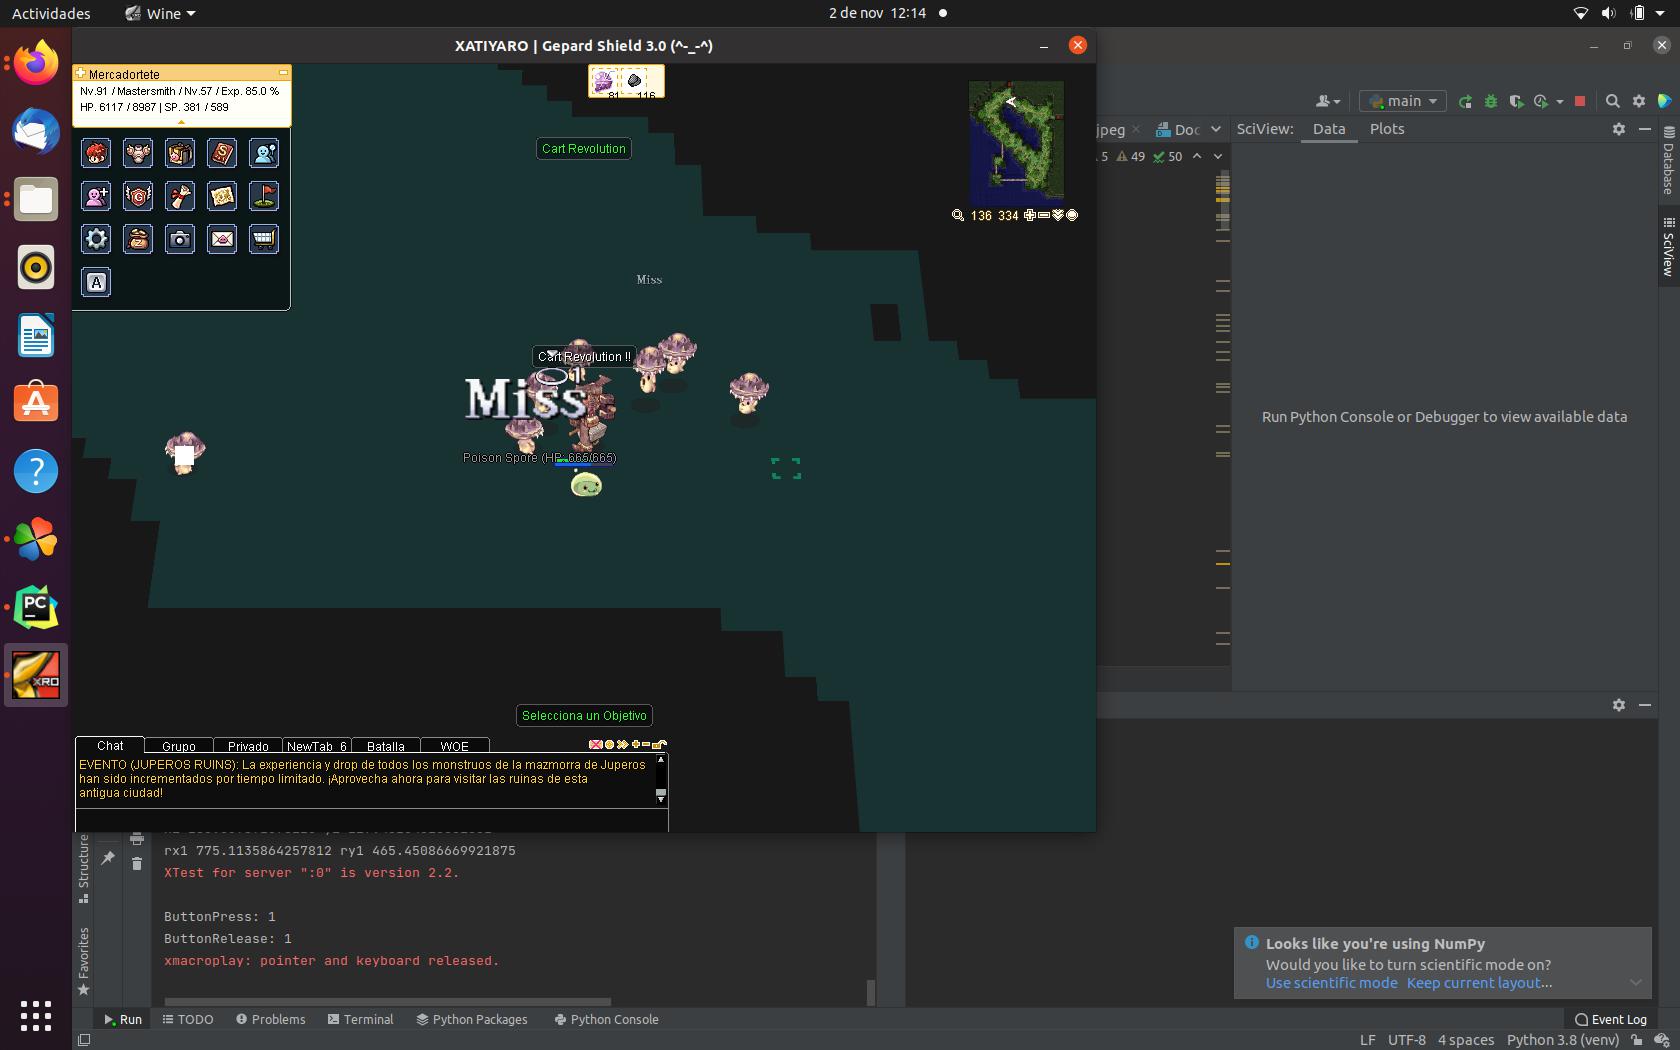 Actividades
Wine
2 de nov 12:14
XATIYARO | Gepard Shield 3.0 (^-_-^)
Mercadortete
Nv.91 / Mastersmith / Nv.57 / Exp. 85.0 %
HP. 6117 / 8987 | SP. 381 / 589
81 116
Cart Revolution
136 334
A
Miss
Cart Revolution !!
1
Miss
Poison Spore (HP: 665/665)
Selecciona un Objetivo
Chat Grupo Privado NewTab_6 Batalla WOE
EVENTO (JUPEROS RUINS): La experiencia y drop de todos los monstruos de la mazmorra de Juperos
han sido incrementados por tiempo limitado. ¡Aprovecha ahora para visitar las ruinas de esta
antigua ciudad!
main
jpeg
Doc
SciView: Data Plots
5 49 50
Database
SciView
Run Python Console or Debugger to view available data
PC
XRO
Structure
Favorites
rx1 775.1135864257812 ry1 465.45086669921875
XTest for server ":0" is version 2.2.
ButtonPress: 1
ButtonRelease: 1
xmacroplay: pointer and keyboard released.
Looks like you're using NumPy
Would you like to turn scientific mode on?
Use scientific mode Keep current layout...
Run TODO Problems Terminal Python Packages Python Console
Event Log
LF UTF-8 4 spaces Python 3.8 (venv)